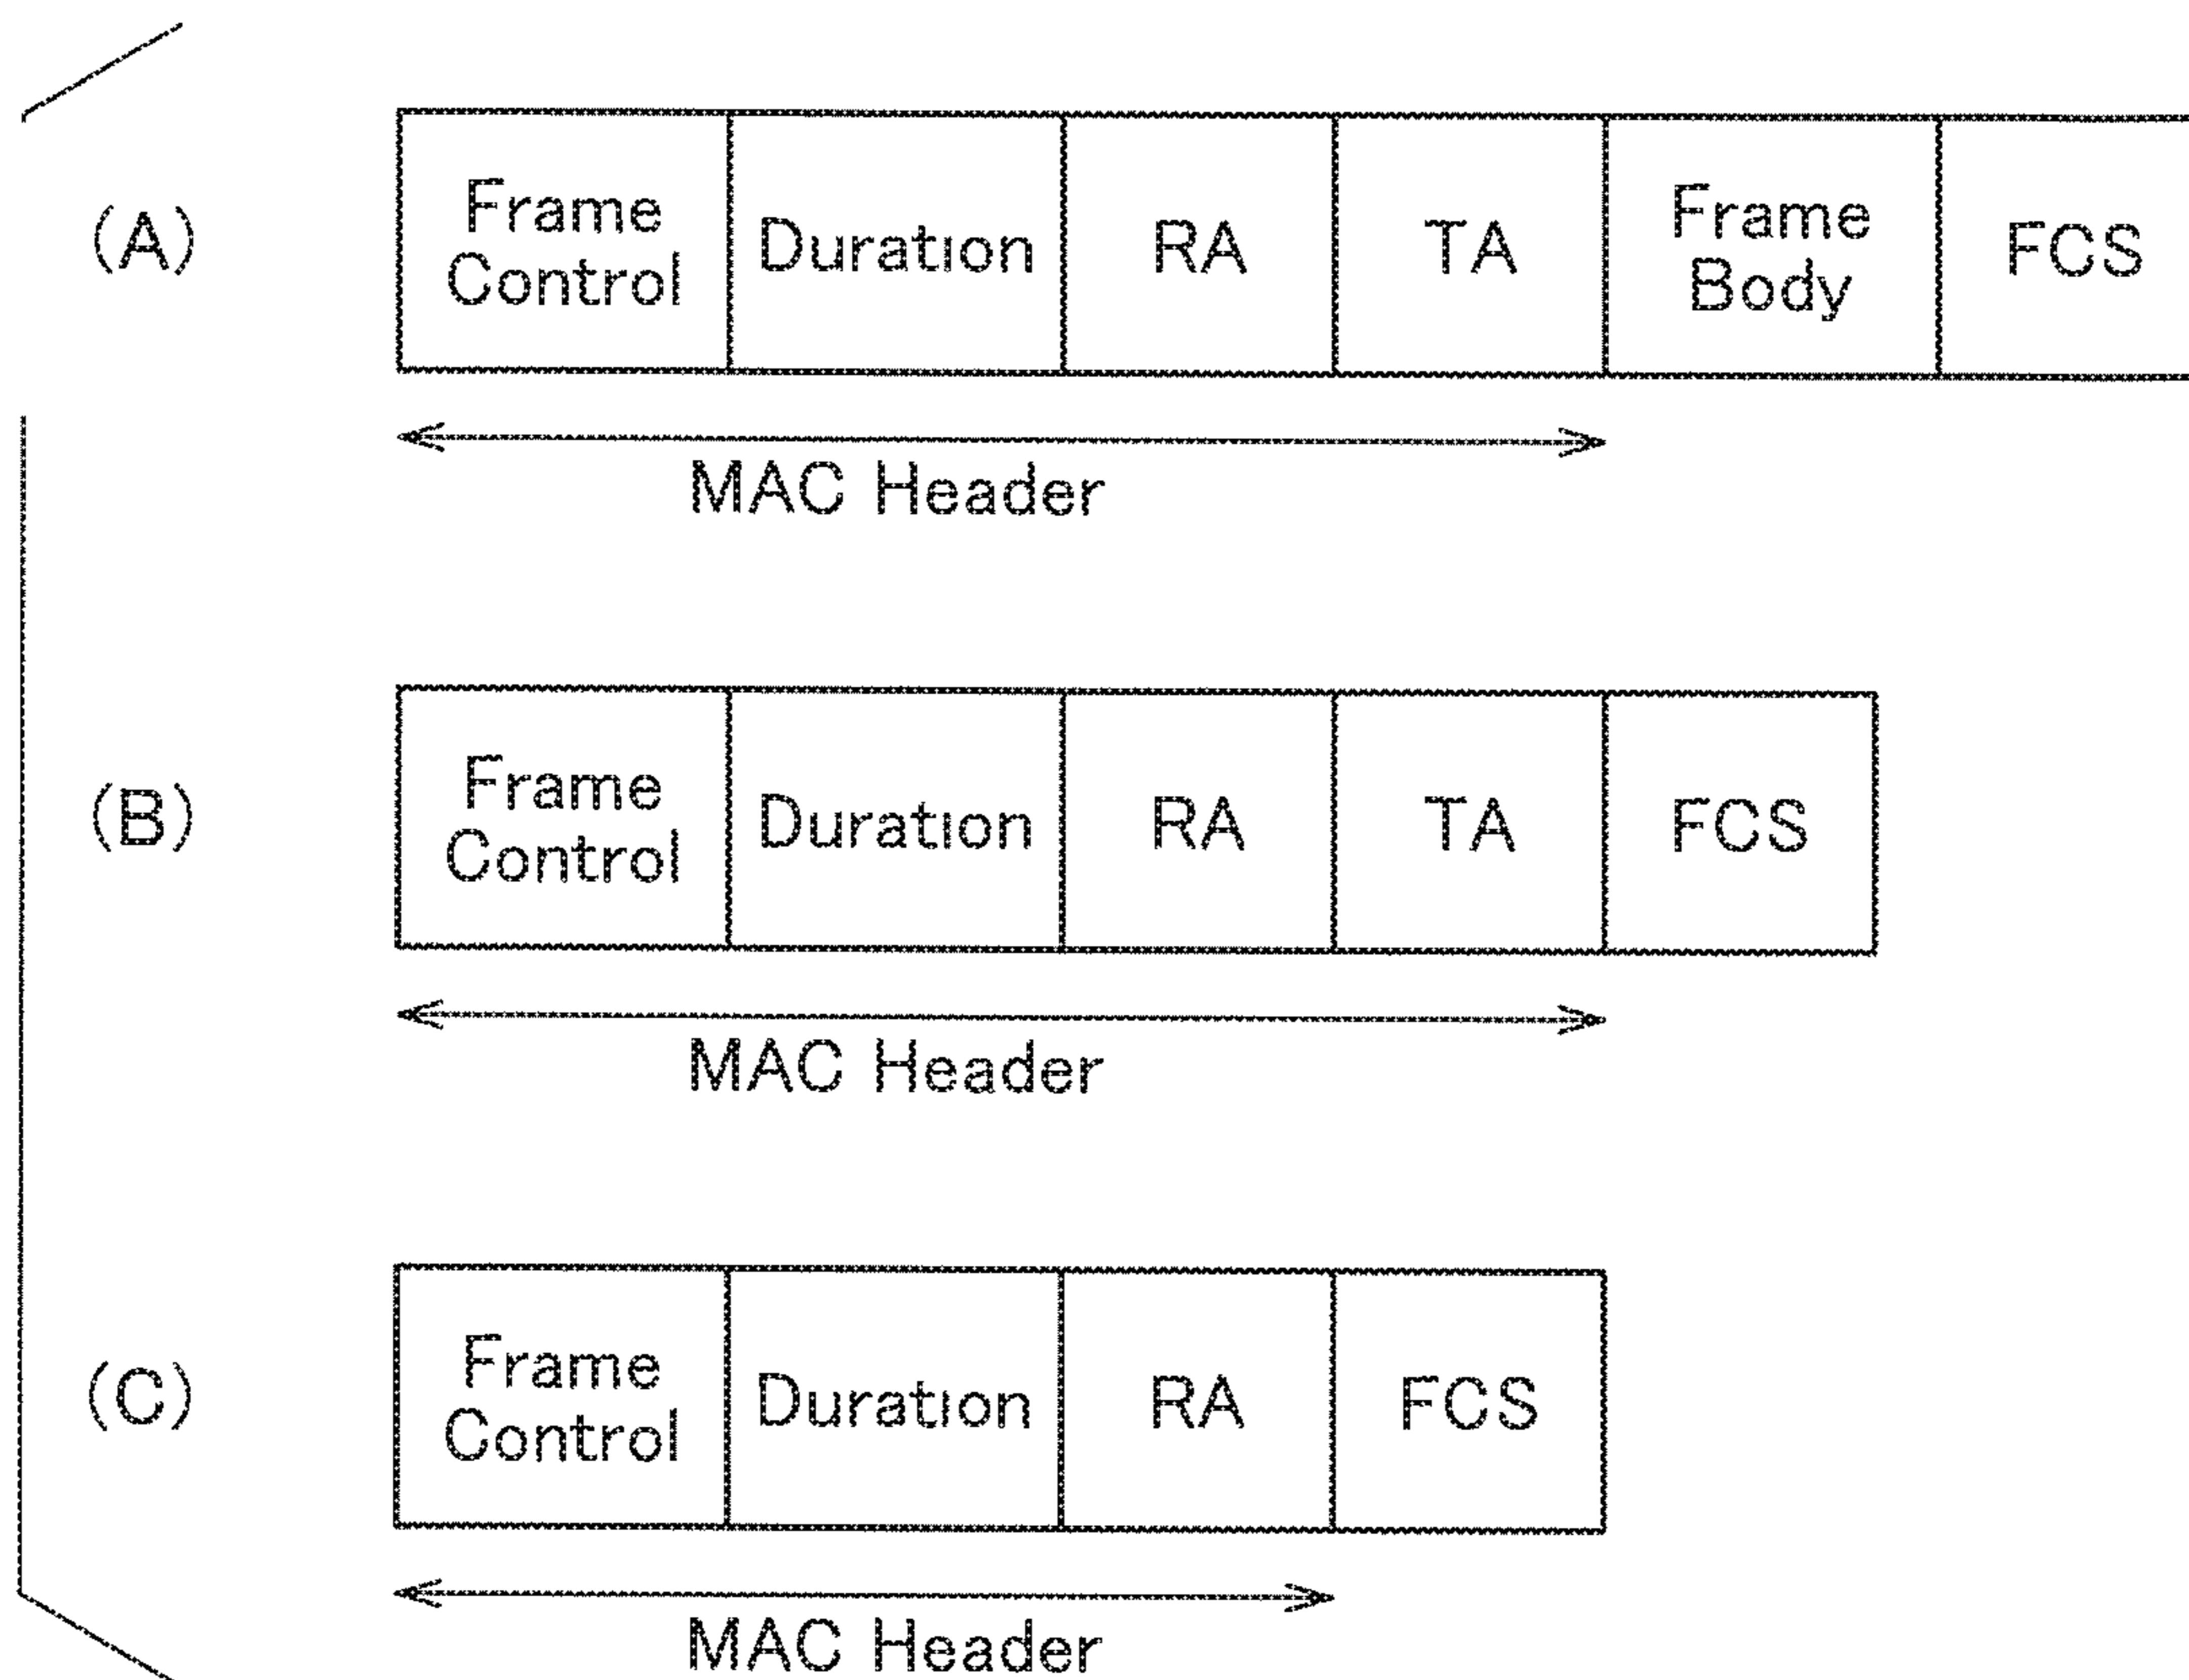 (A)
Frame
Control
Duration
RA
TA
Frame
Body
FCS
MAC Header
(B)
Frame
Control
Duration
RA
TA
FCS
MAC Header
(C)
Frame
Control
Duration
RA
FCS
MAC Header